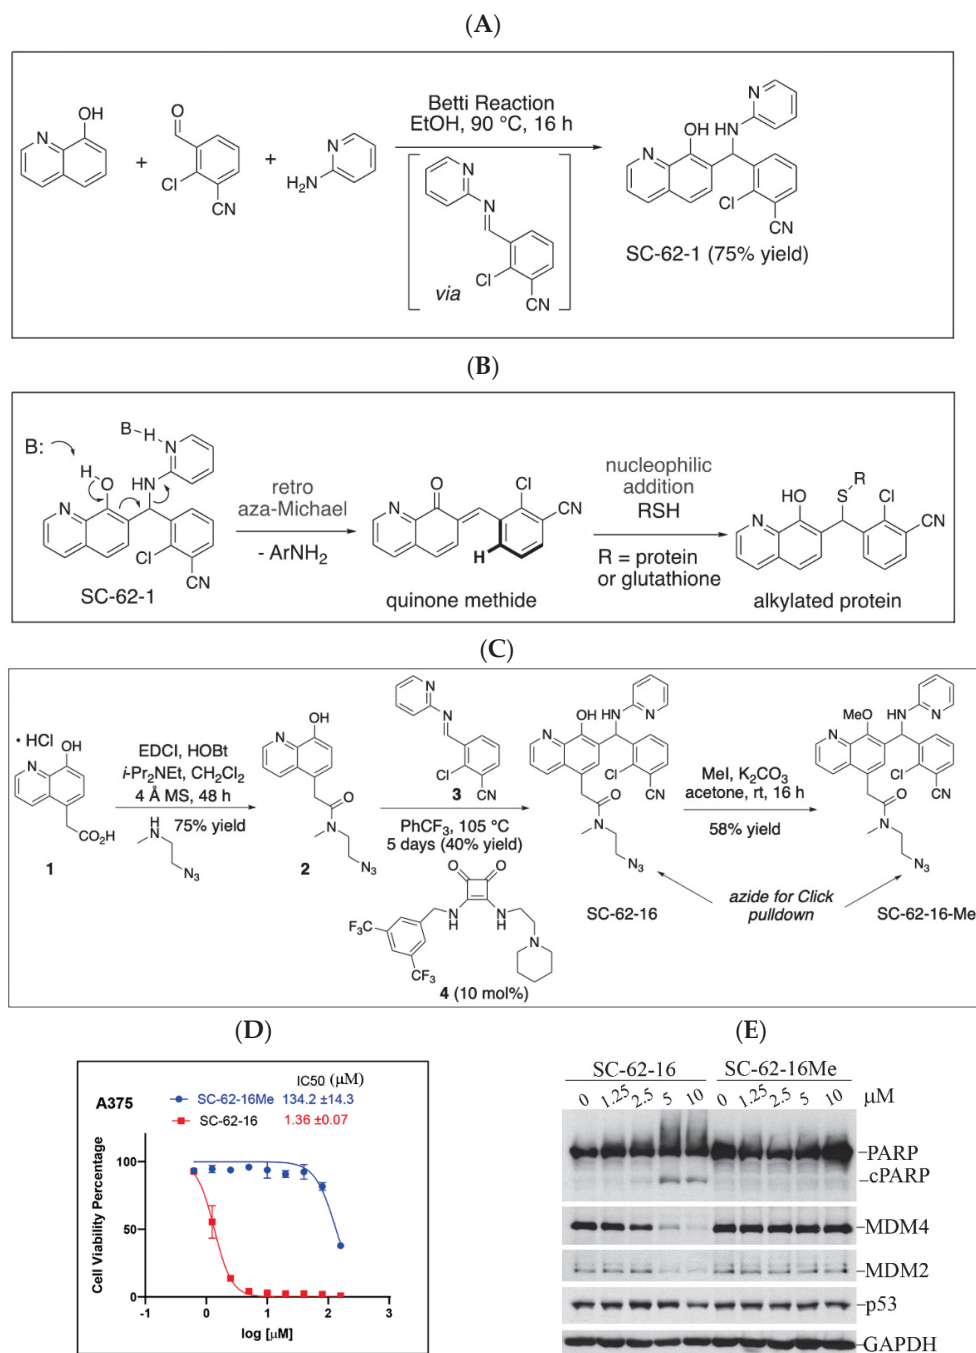 (A)
OH
N
O
Cl
CN
+
+
N
H2N
Betti Reaction
EtOH, 90 °C, 16 h
N
N
Cl
CN
via
N
OH HN
N
Cl
CN
SC-62-1 (75% yield)
(B)
B:
B
H
N
H
O
HN
N
Cl
CN
SC-62-1
retro
aza-Michael
- ArNH2
O
Cl
N
CN
H
quinone methide
nucleophilic
addition
RSH
R = protein
or glutathione
R
HO
S
Cl
N
CN
alkylated protein
(C)
• HCl
OH
N
CO2H
1
EDCI, HOBt
i-Pr2NEt, CH2Cl2
4 Å MS, 48 h
75% yield
H
N
N3
OH
N
O
N
N3
2
N
N
Cl
3
CN
PhCF3, 105 °C
5 days (40% yield)
O
O
F3C
N
H
N
H
N
CF3
4 (10 mol%)
OH HN
N
N
Cl
CN
O
N
N3
SC-62-16
MeI, K2CO3
acetone, rt, 16 h
58% yield
azide for Click
pulldown
MeO
HN
N
N
Cl
CN
O
N
N3
SC-62-16-Me
(D)
IC50 (μM)
A375
SC-62-16Me 134.2 ±14.3
SC-62-16 1.36 ±0.07
Cell Viability Percentage
100
50
0
-1
0
1
2
3
log [μM]
(E)
SC-62-16
SC-62-16Me
0 1.25 2.5 5 10 0 1.25 2.5 5 10 μM
PARP
cPARP
MDM4
MDM2
p53
GAPDH